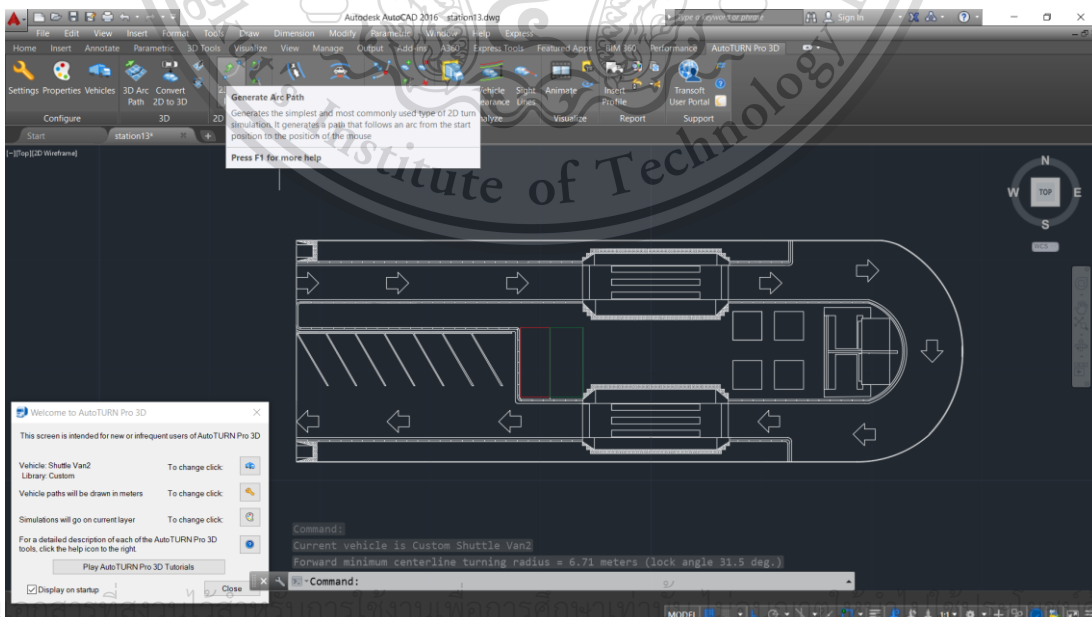 Autodesk AutoCAD 2016 station13.dwg
Type a keyword or phrase
Sign In
File Edit View Insert Format Tools Draw Dimension Modify Parametric Window Help Express
Home Insert Annotate Parametric 3D Tools Visualize View Manage Output Add-ins A360 Express Tools Featured Apps BIM 360 Performance AutoTURN Pro 3D
Settings Properties Vehicles 3D Arc Path Convert 2D to 3D
Vehicle Clearance Sight Lines Animate Insert Profile Transoft User Portal
Configure 3D 2D Analyze Visualize Report Support
Generate Arc Path
Generates the simplest and most commonly used type of 2D turn
simulation. It generates a path that follows an arc from the start
position to the position of the mouse
Press F1 for more help
Start station13* +
[−][Top][2D Wireframe]
Institute of Technology
N
W TOP E
S
WCS
Welcome to AutoTURN Pro 3D
This screen is intended for new or infrequent users of AutoTURN Pro 3D
Vehicle: Shuttle Van2 To change click:
Library: Custom
Vehicle paths will be drawn in meters To change click:
Simulations will go on current layer To change click:
For a detailed description of each of the AutoTURN Pro 3D
tools, click the help icon to the right.
Play AutoTURN Pro 3D Tutorials
Display on startup Close
Command:
Current vehicle is Custom Shuttle Van2
Forward minimum centerline turning radius = 6.71 meters (lock angle 31.5 deg.)
Command:
MODEL 1:1